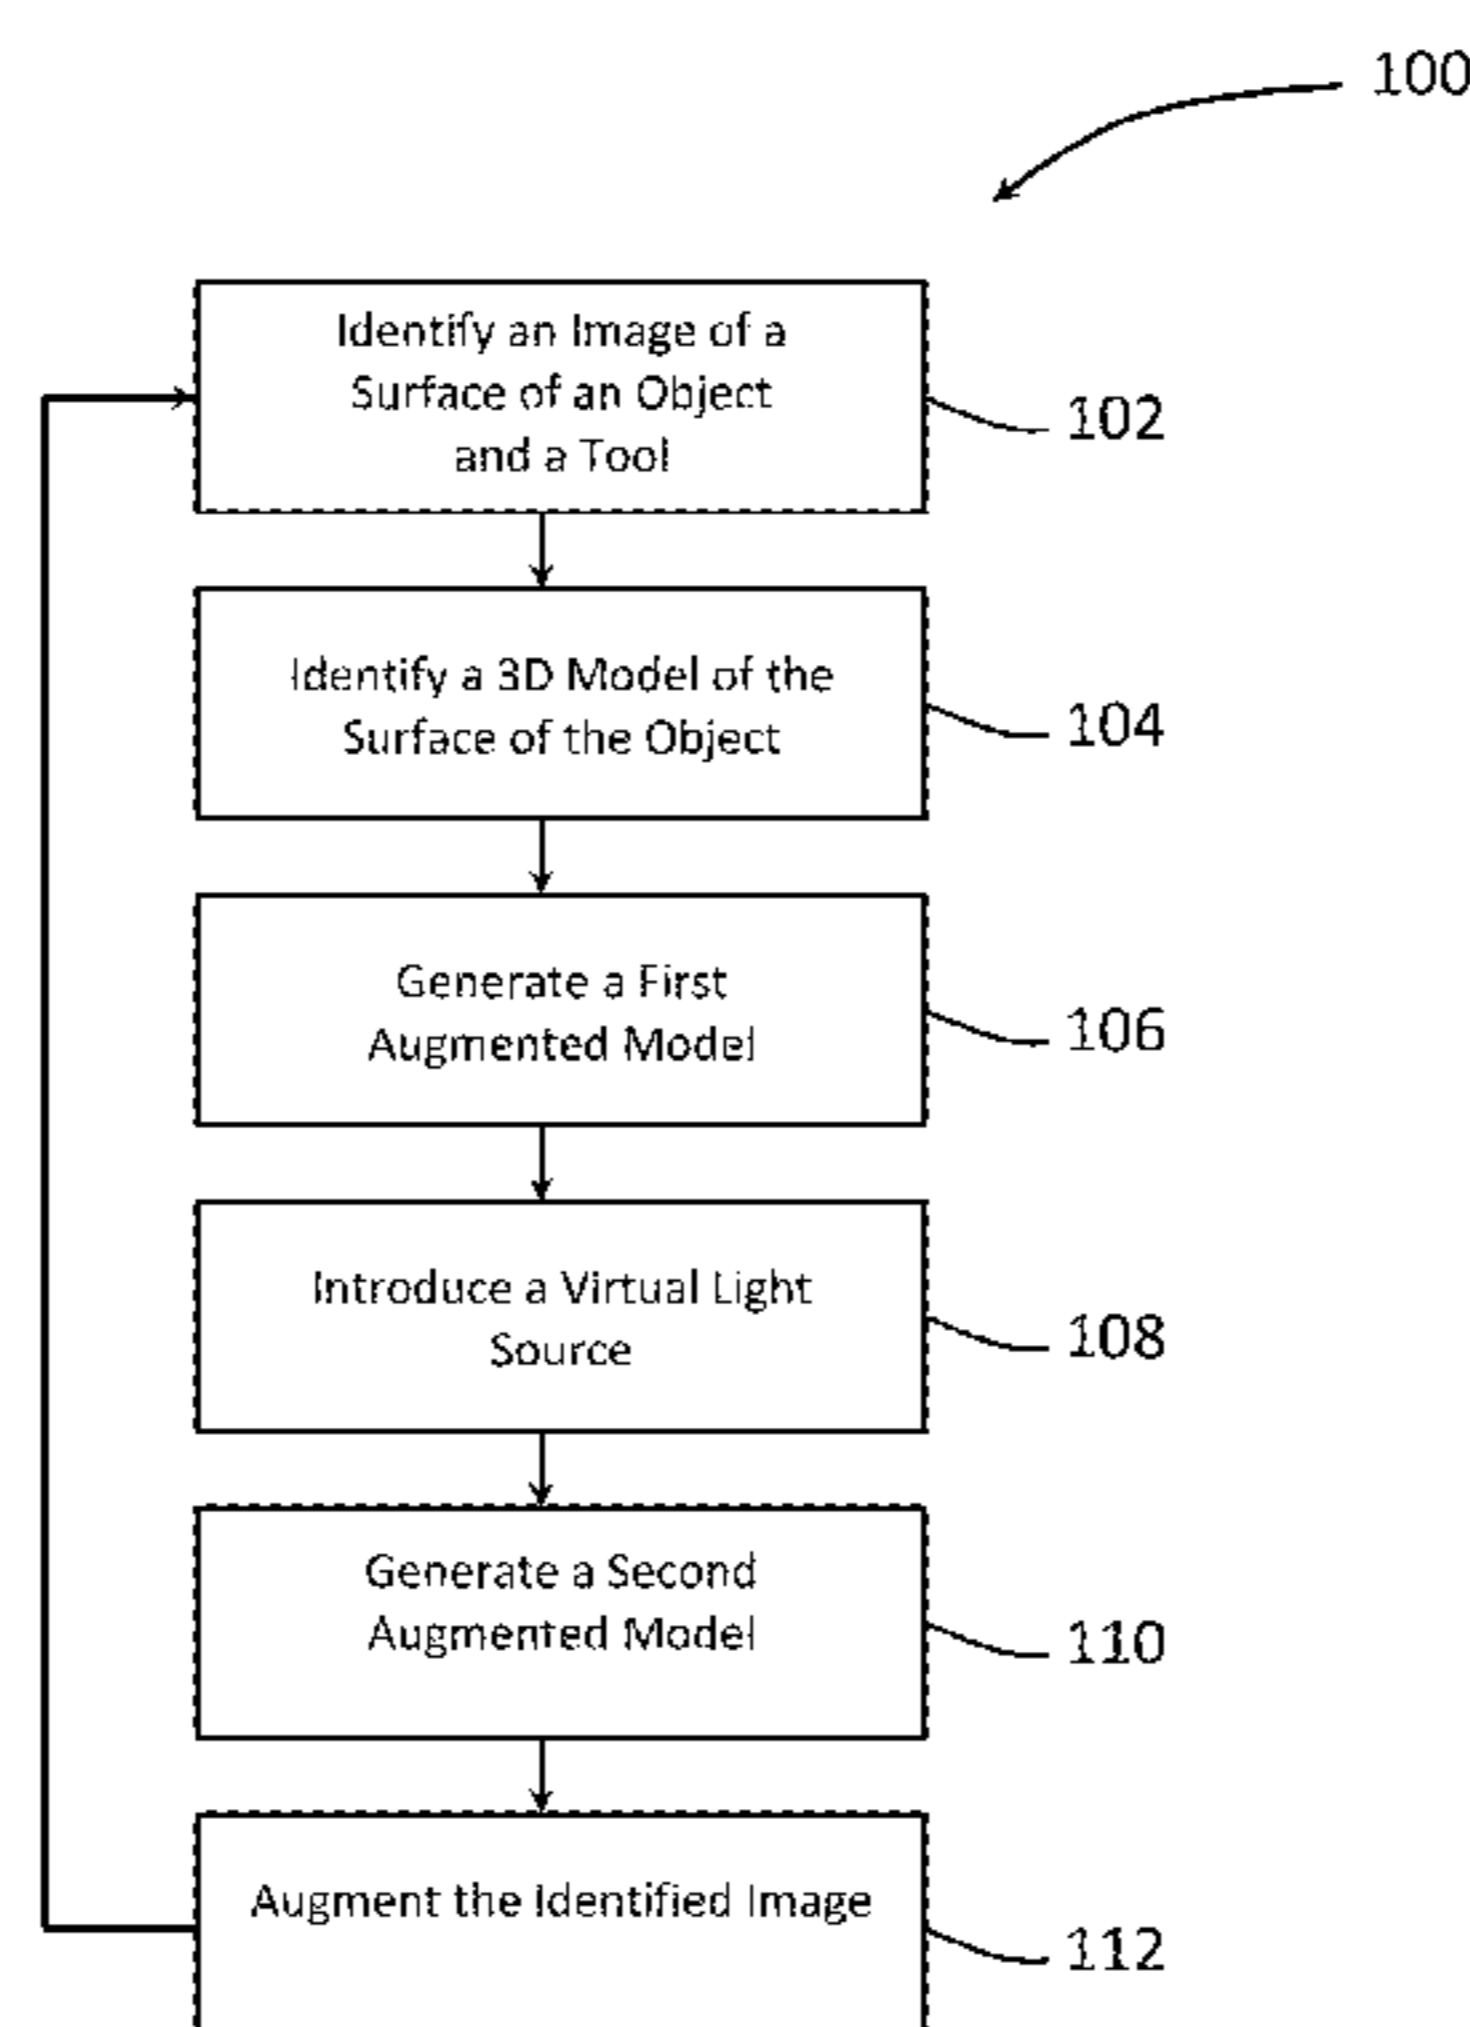 100
Identify an Image of a
Surface of an Object
and a Tool
102
Identify a 3D Model of the
Surface of the Object
104
Generate a First
Augmented Model
106
Introduce a Virtual Light
Source
108
Generate a Second
Augmented Model
110
Augment the Identified Image
112